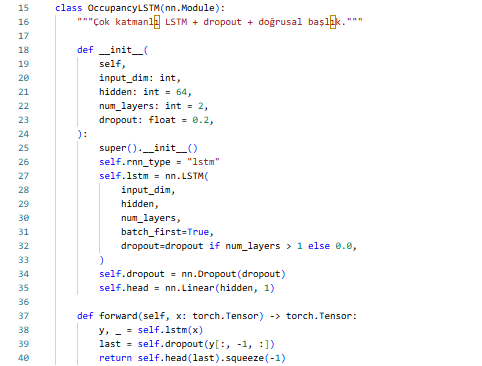 15 class OccupancyLSTM(nn.Module):
16     """Çok katmanlı LSTM + dropout + doğrusal başlık."""
17
18     def __init__(
19         self,
20         input_dim: int,
21         hidden: int = 64,
22         num_layers: int = 2,
23         dropout: float = 0.2,
24     ):
25         super().__init__()
26         self.rnn_type = "lstm"
27         self.lstm = nn.LSTM(
28             input_dim,
29             hidden,
30             num_layers,
31             batch_first=True,
32             dropout=dropout if num_layers > 1 else 0.0,
33         )
34         self.dropout = nn.Dropout(dropout)
35         self.head = nn.Linear(hidden, 1)
36
37     def forward(self, x: torch.Tensor) -> torch.Tensor:
38         y, _ = self.lstm(x)
39         last = self.dropout(y[:, -1, :])
40         return self.head(last).squeeze(-1)